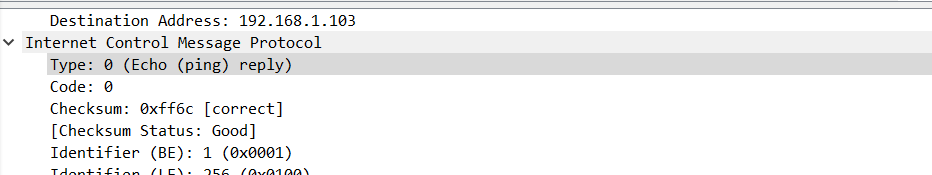 Destination Address: 192.168.1.103
Internet Control Message Protocol
Type: 0 (Echo (ping) reply)
Code: 0
Checksum: 0xff6c [correct]
[Checksum Status: Good]
Identifier (BE): 1 (0x0001)
Identifier (LE): 256 (0x0100)